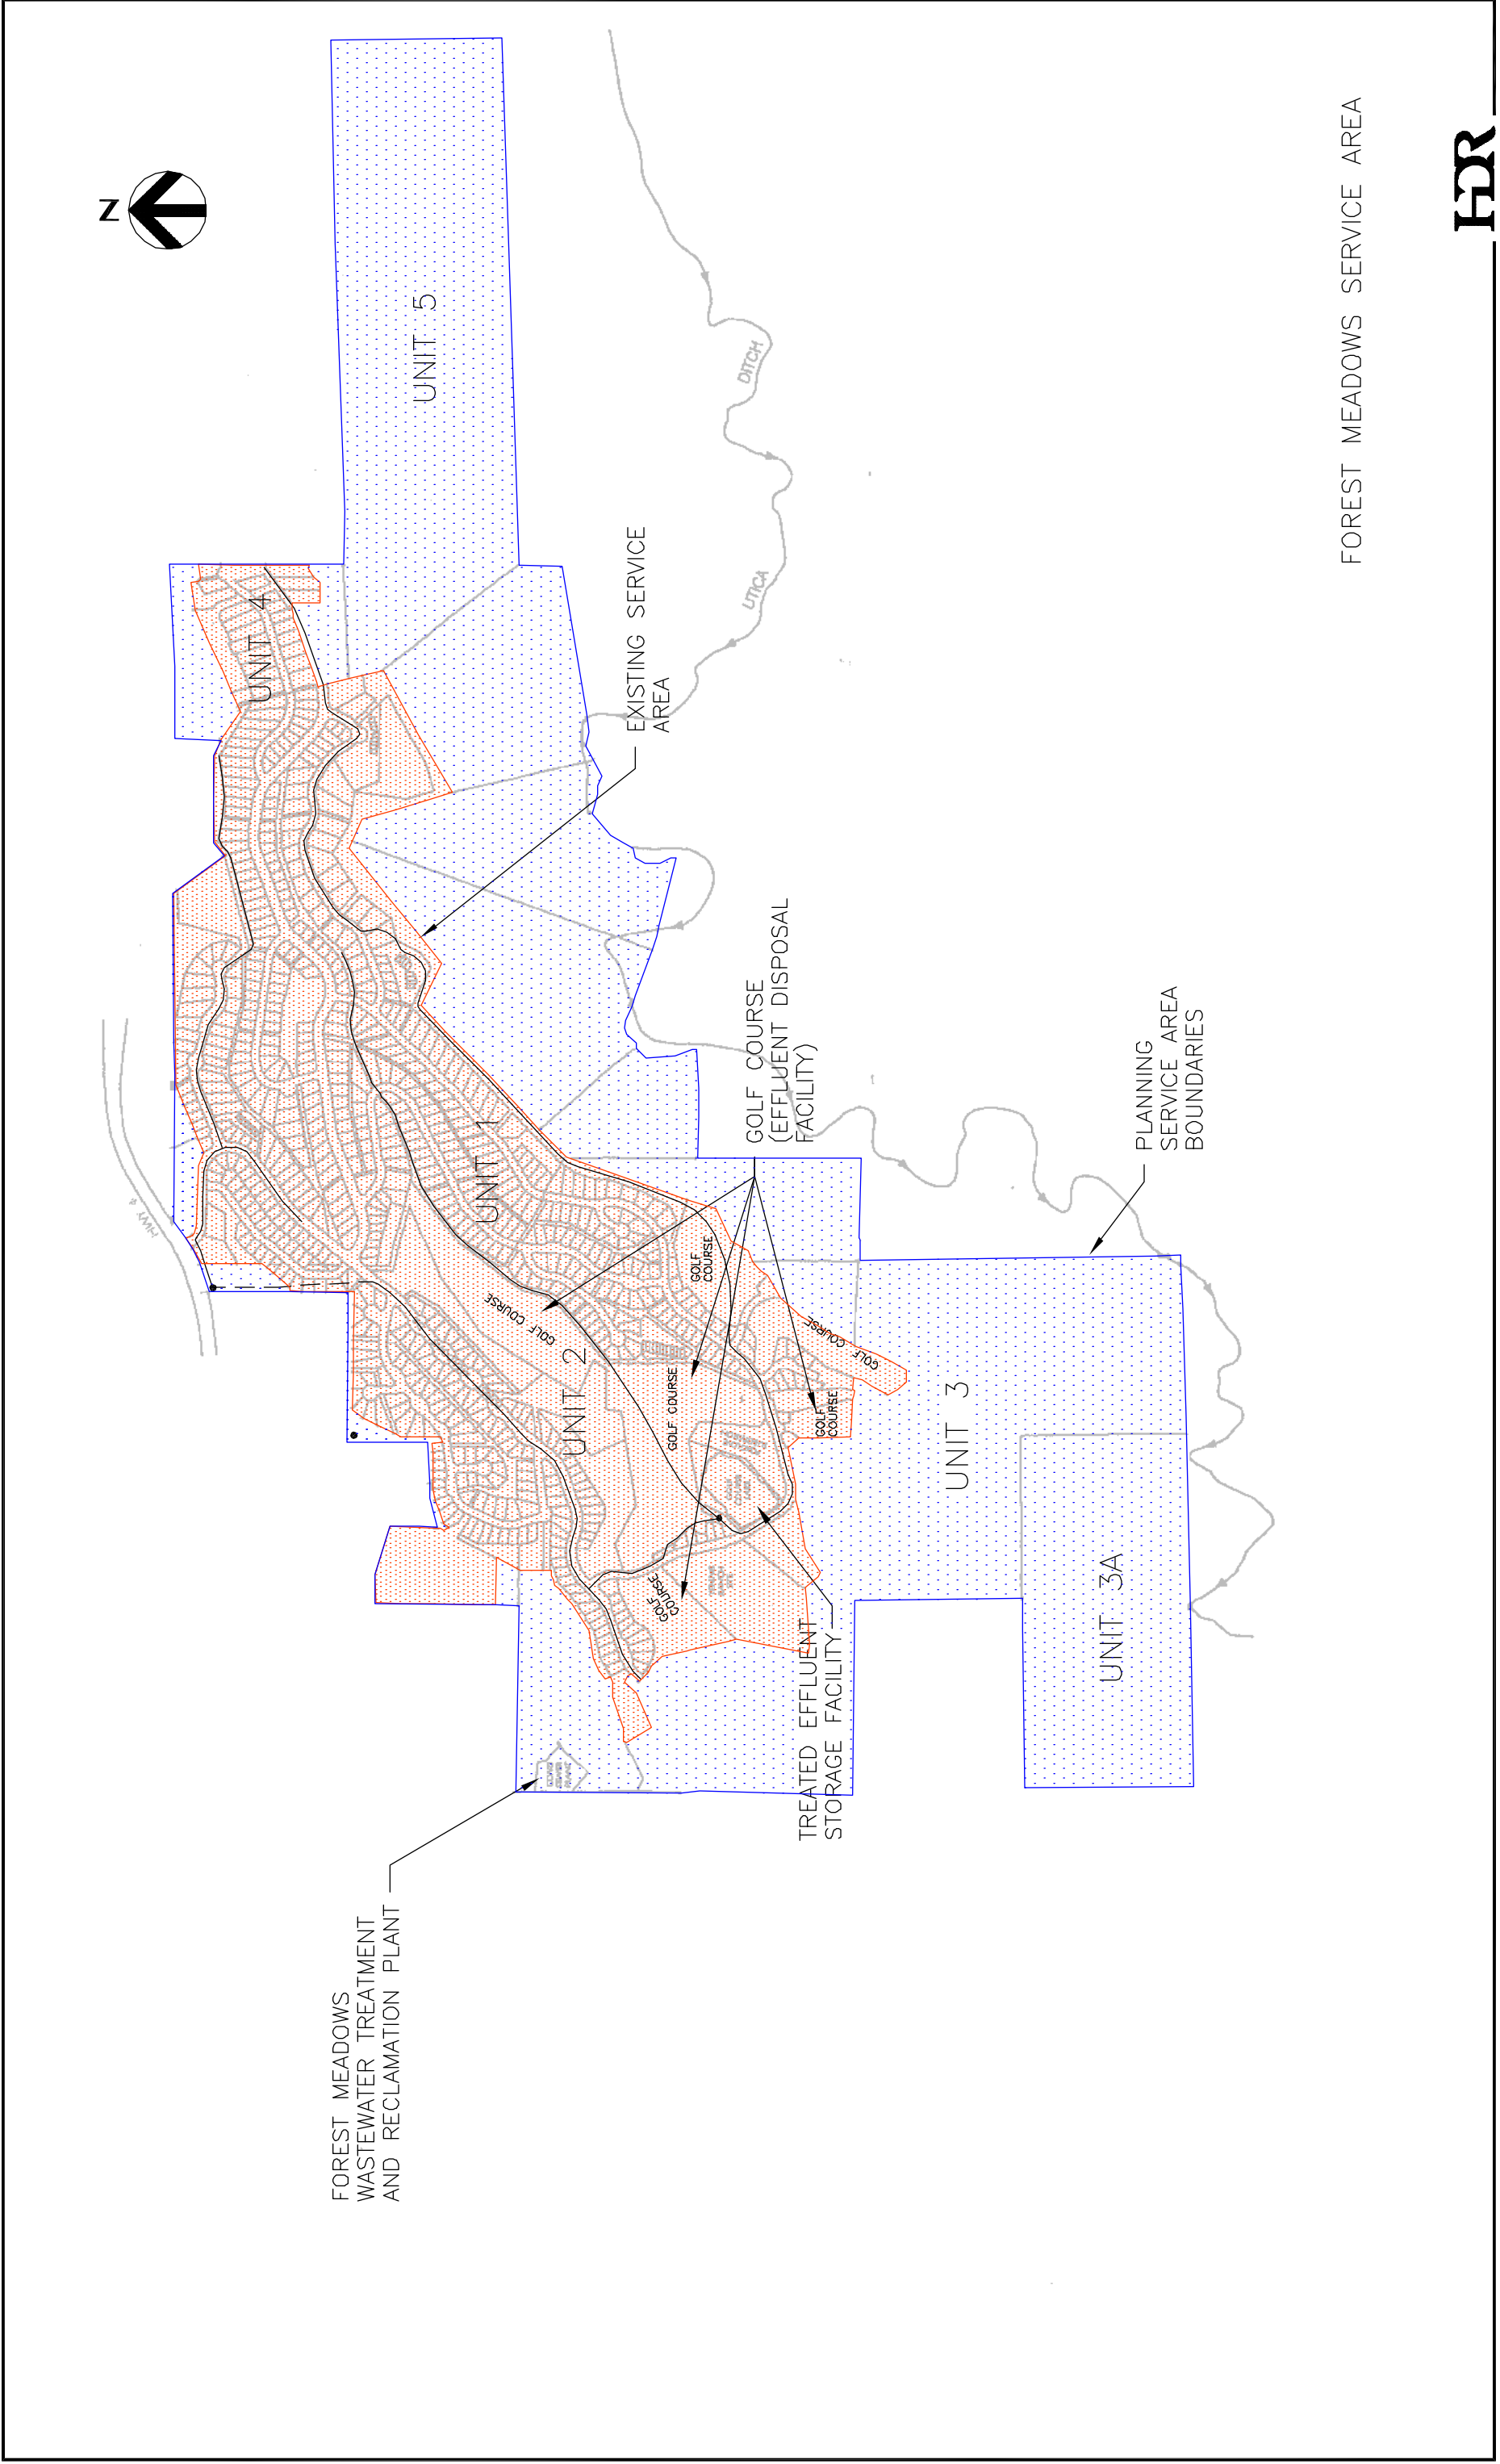 N
HWY 4
UNIT 4
UNIT 5
UNIT 1
UNIT 2
UNIT 3
UNIT 3A
DITCH
UTICA
EXISTING SERVICE
AREA
GOLF COURSE
(EFFLUENT DISPOSAL
FACILITY)
GOLF
COURSE
GOLF COURSE
GOLF COURSE
GOLF COURSE
GOLF
COURSE
GOLF
COURSE
PLANNING
SERVICE AREA
BOUNDARIES
TREATED EFFLUENT
STORAGE FACILITY
FOREST MEADOWS
WASTEWATER TREATMENT
AND RECLAMATION PLANT
FOREST MEADOWS SERVICE AREA
HDR